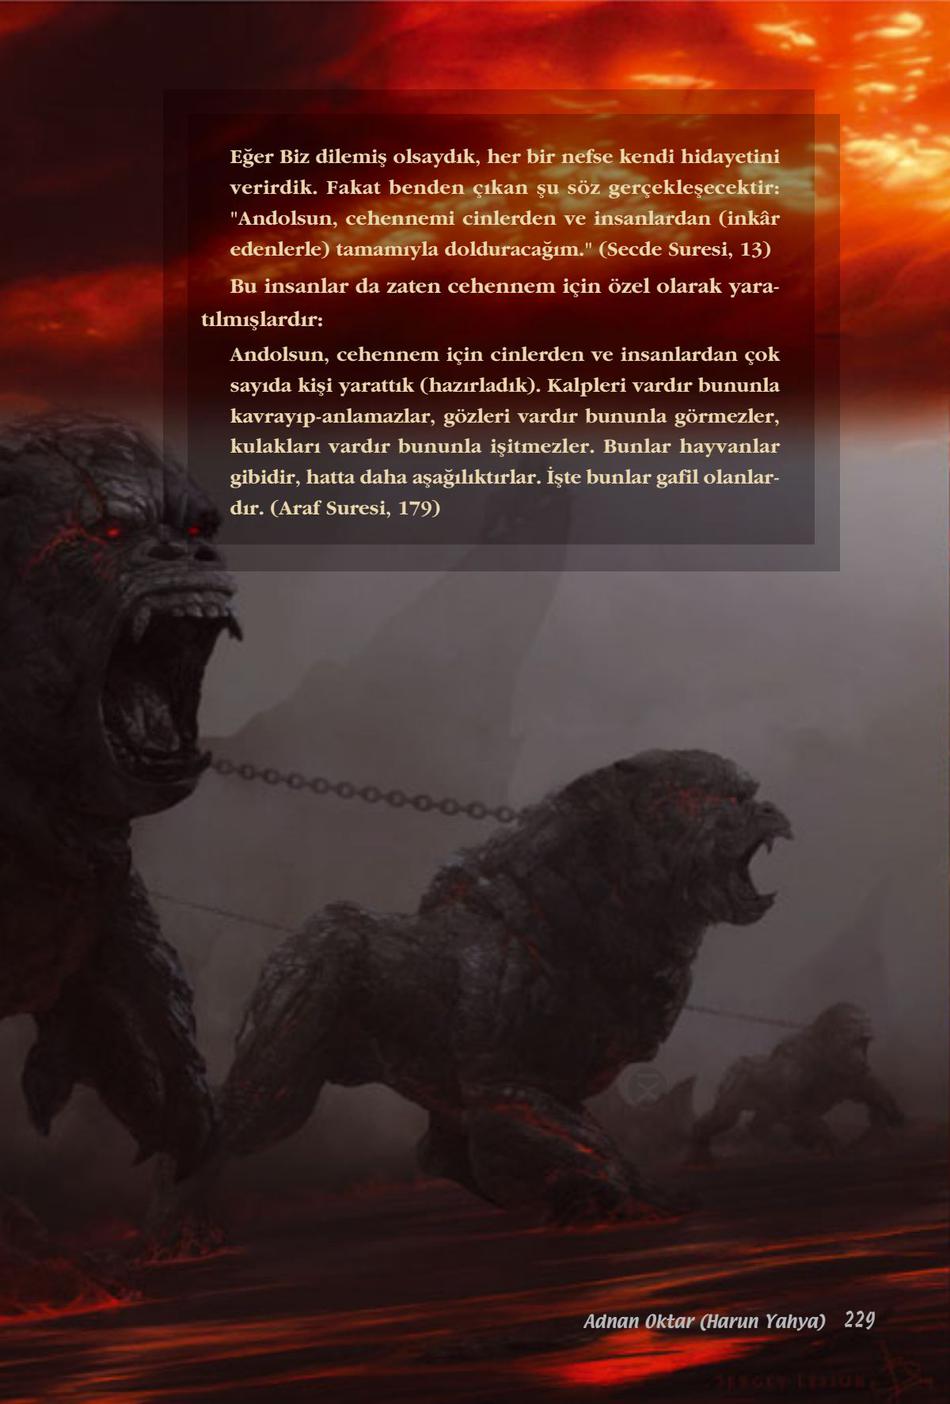 Eğer Biz dilemiş olsaydık, her bir nefse kendi hidayetini
verirdik. Fakat benden çıkan şu söz gerçekleşecektir:
"Andolsun, cehennemi cinlerden ve insanlardan (inkâr
edenlerle) tamamıyla dolduracağım." (Secde Suresi, 13)
Bu insanlar da zaten cehennem için özel olarak yara-
tılmışlardır:
Andolsun, cehennem için cinlerden ve insanlardan çok
sayıda kişi yarattık (hazırladık). Kalpleri vardır bununla
kavrayıp-anlamazlar, gözleri vardır bununla görmezler,
kulakları vardır bununla işitmezler. Bunlar hayvanlar
gibidir, hatta daha aşağılıktırlar. İşte bunlar gafil olanlar-
dır. (Araf Suresi, 179)
Adnan Oktar (Harun Yahya) 229